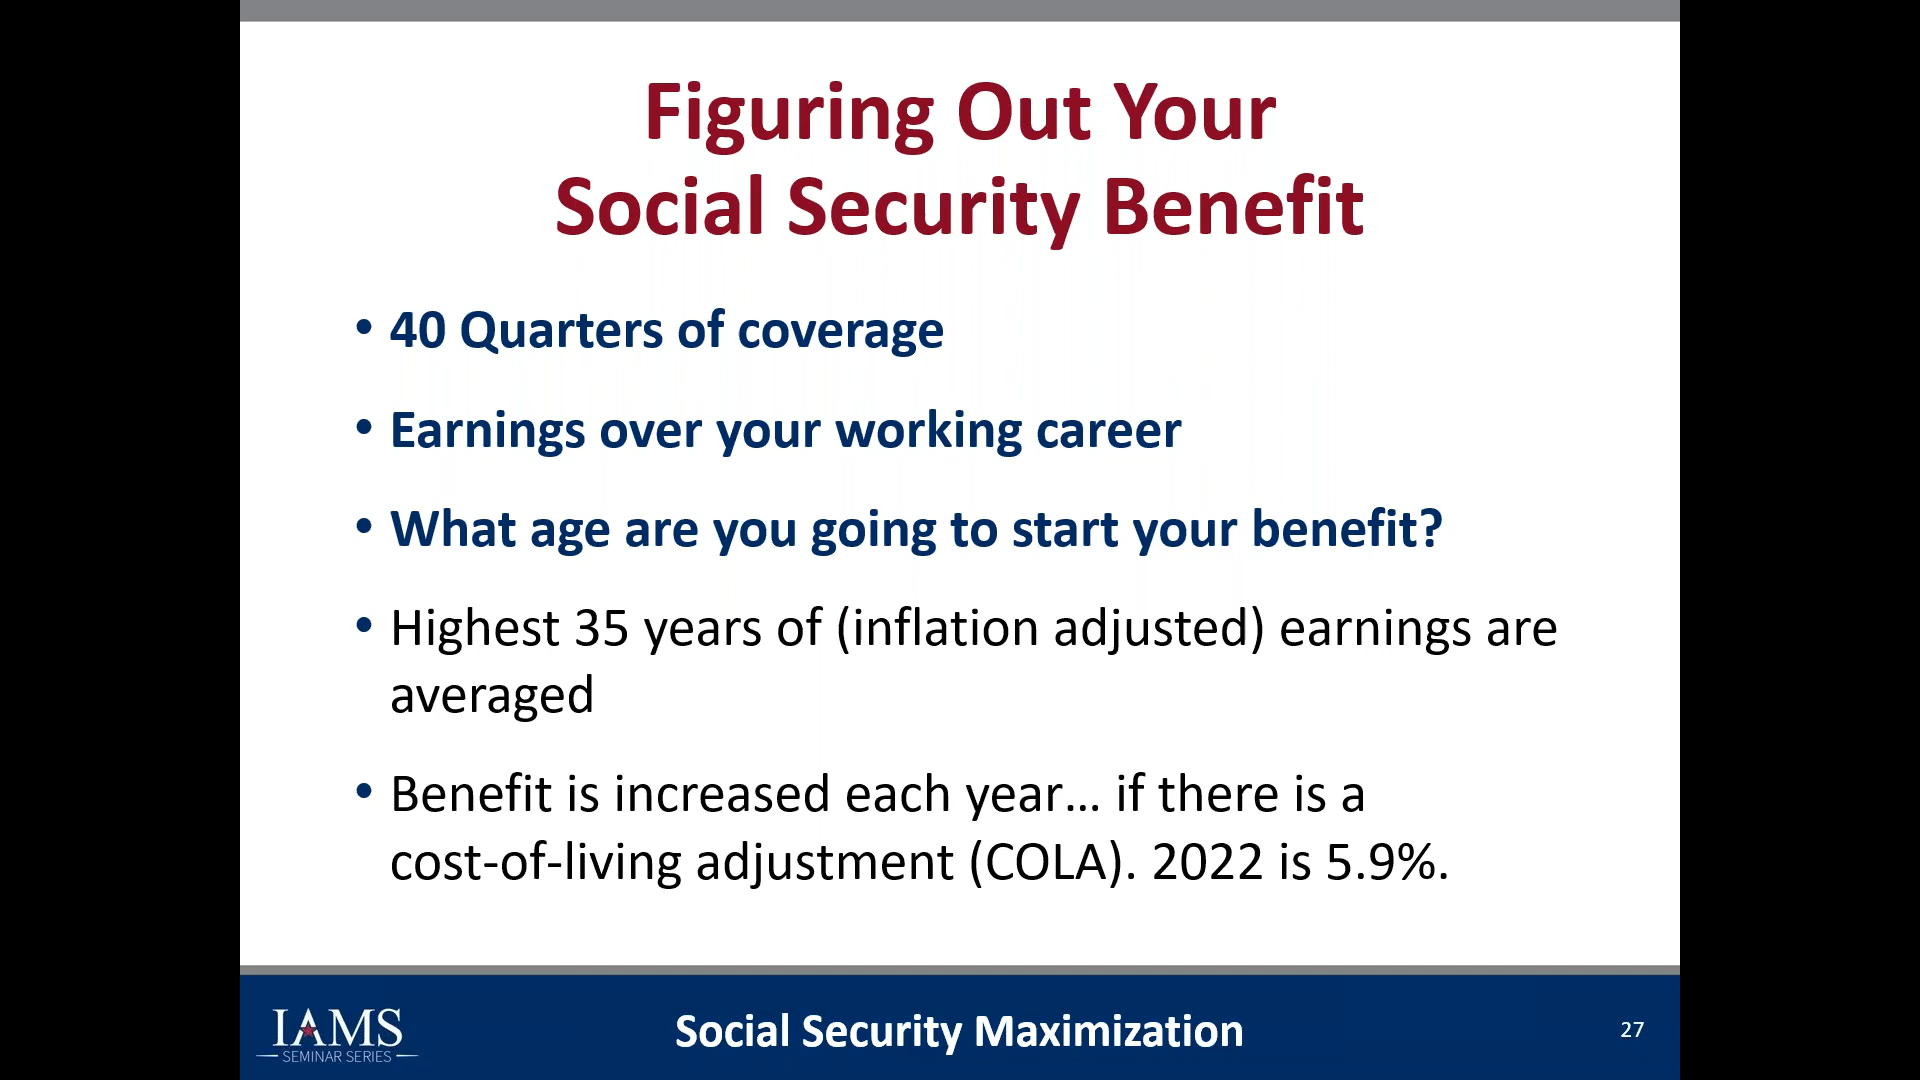 Figuring Out Your
Social Security Benefit
• 40 Quarters of coverage
• Earnings over your working career
• What age are you going to start your benefit?
• Highest 35 years of (inflation adjusted) earnings are
averaged
• Benefit is increased each year... if there is a
cost-of-living adjustment (COLA). 2022 is 5.9%.
IAMS
SEMINAR SERIES
Social Security Maximization
27